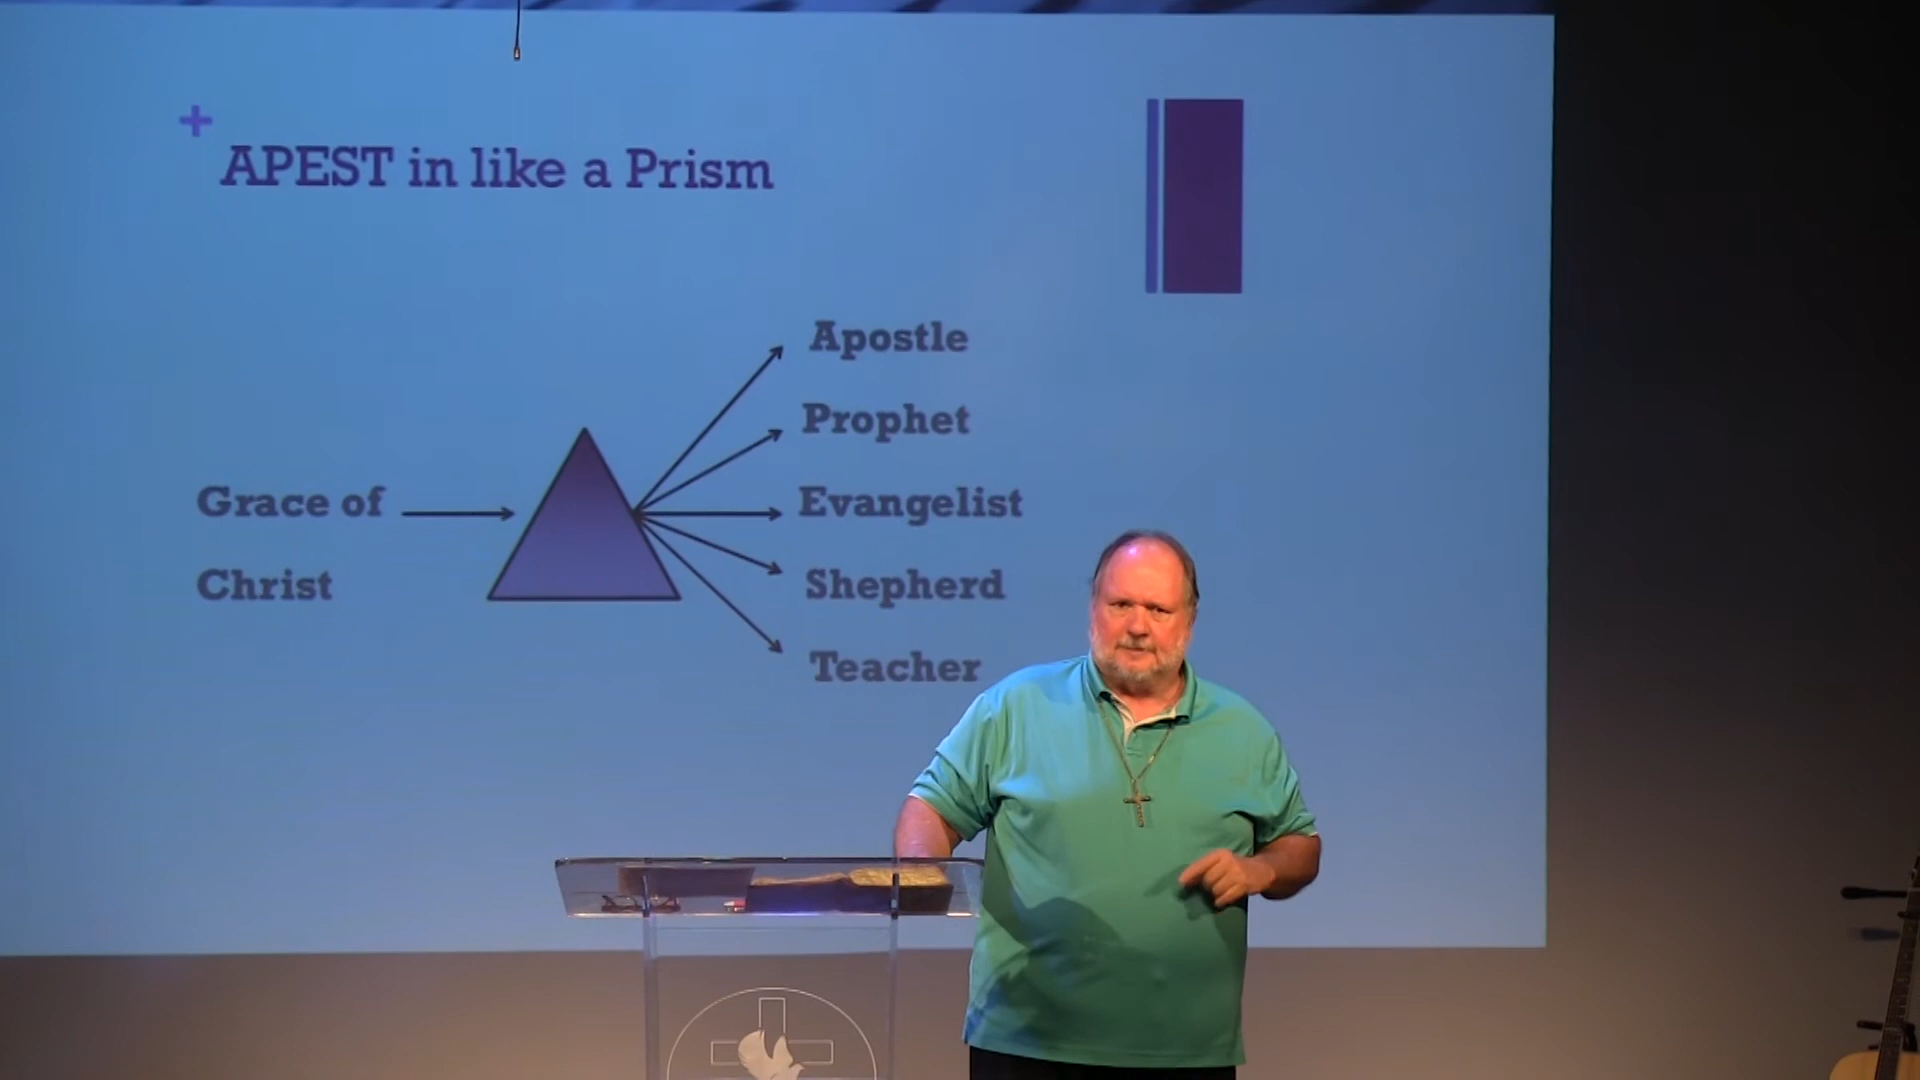 +
APEST in like a Prism
Apostle
Prophet
Grace of
Evangelist
Christ
Shepherd
Teacher